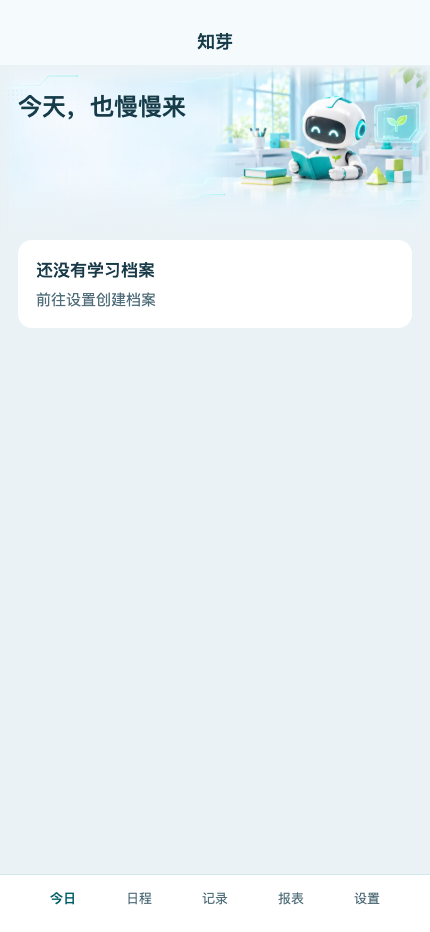 知芽
今天，也慢慢来
还没有学习档案
前往设置创建档案
今日
日程
记录
报表
设置